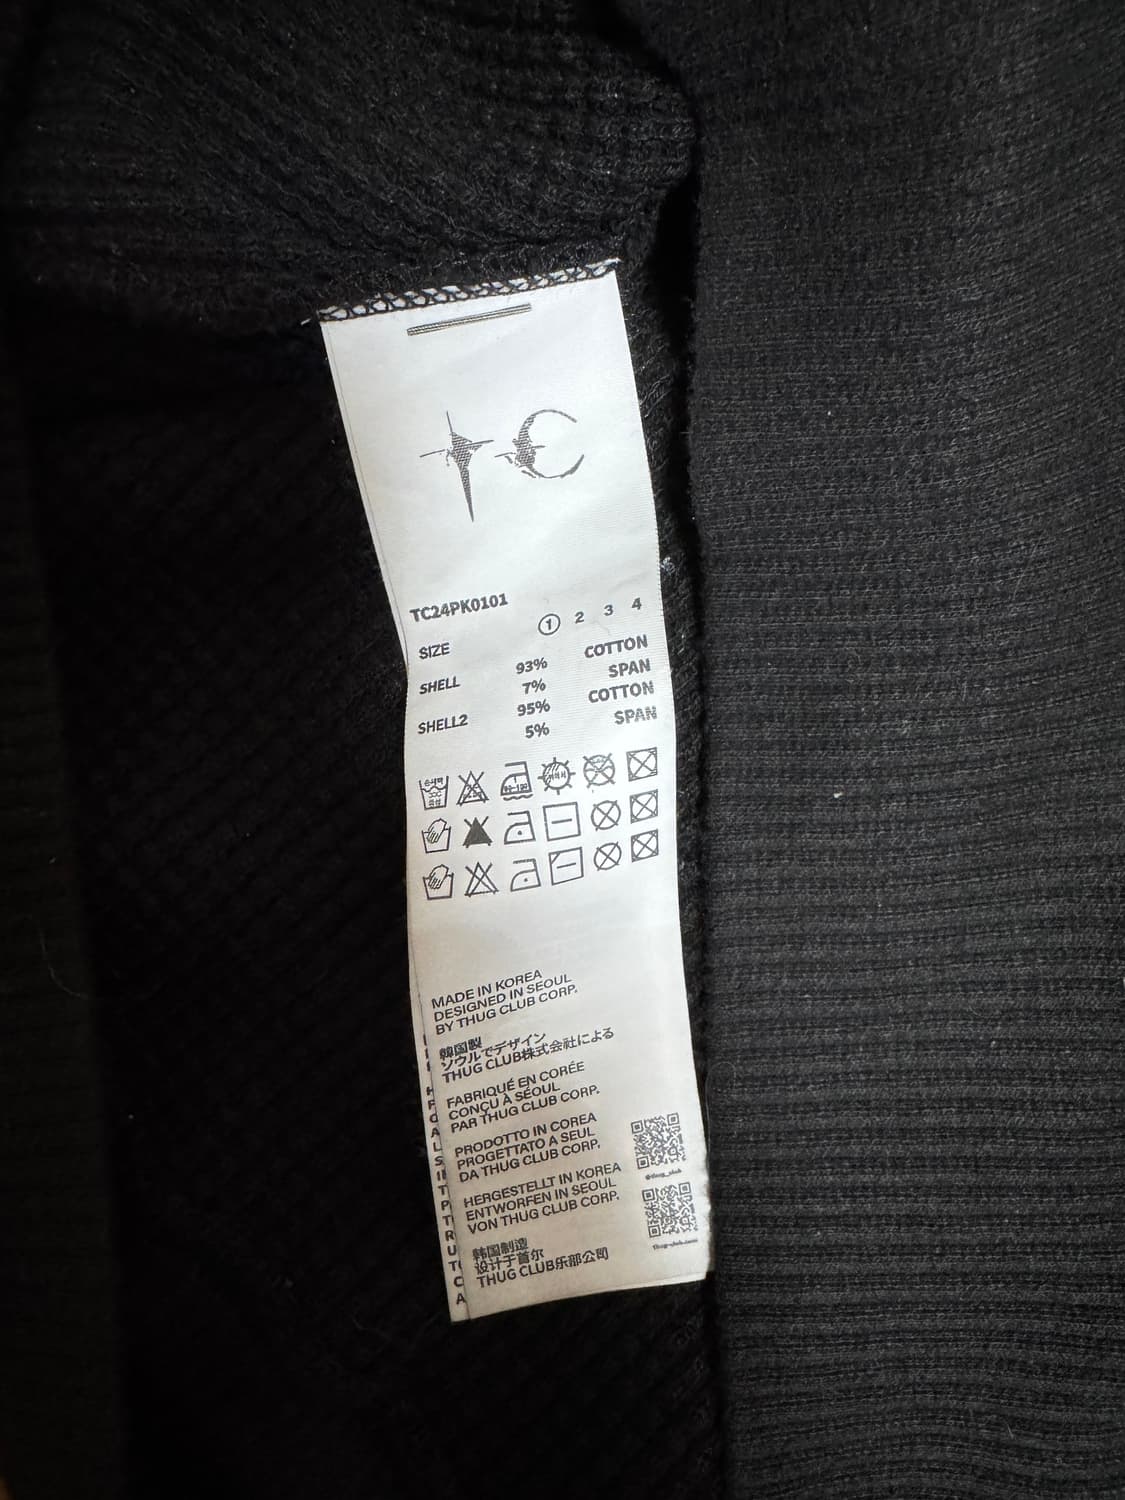 TC24PK0101
SIZE ① 2 3 4
SHELL 93% COTTON
7% SPAN
SHELL2 95% COTTON
5% SPAN
MADE IN KOREA
DESIGNED IN SEOUL
BY THUG CLUB CORP.
韓国製
ソウルでデザイン
THUG CLUB株式会社による
FABRIQUÉ EN CORÉE
CONÇU À SÉOUL
PAR THUG CLUB CORP.
PRODOTTO IN COREA
PROGETTATO A SEUL
DA THUG CLUB CORP.
HERGESTELLT IN KOREA
ENTWORFEN IN SEOUL
VON THUG CLUB CORP.
韩国制造
设计于首尔
THUG CLUB乐部公司
@thug_club
thug-club.com